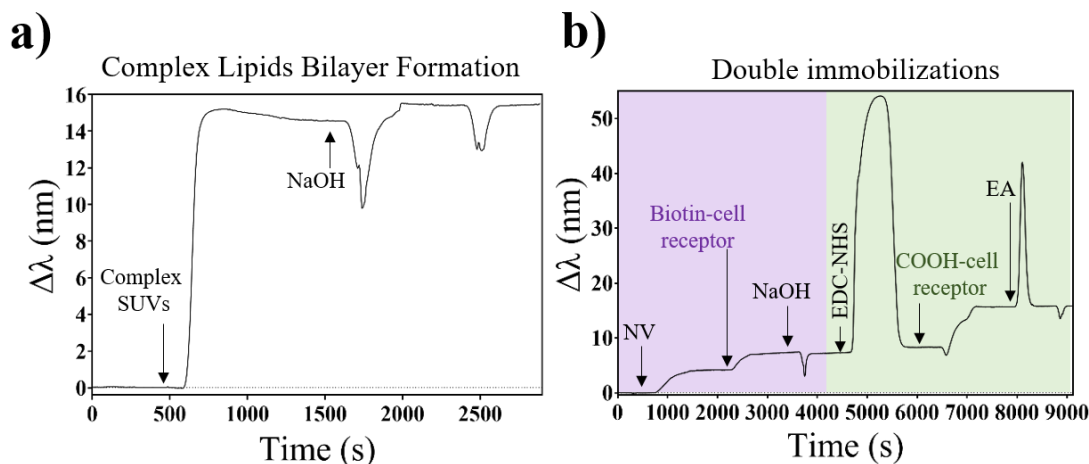 a)
Complex Lipids Bilayer Formation
16
14
12
10
8
6
4
2
0
Δλ (nm)
Complex
SUVs
NaOH
0 500 1000 1500 2000 2500
Time (s)
b)
Double immobilizations
50
40
30
20
10
0
Δλ (nm)
NV
Biotin-cell
receptor
NaOH
EDC-NHS
COOH-cell
receptor
EA
0 1000 2000 3000 4000 5000 6000 7000 8000 9000
Time (s)